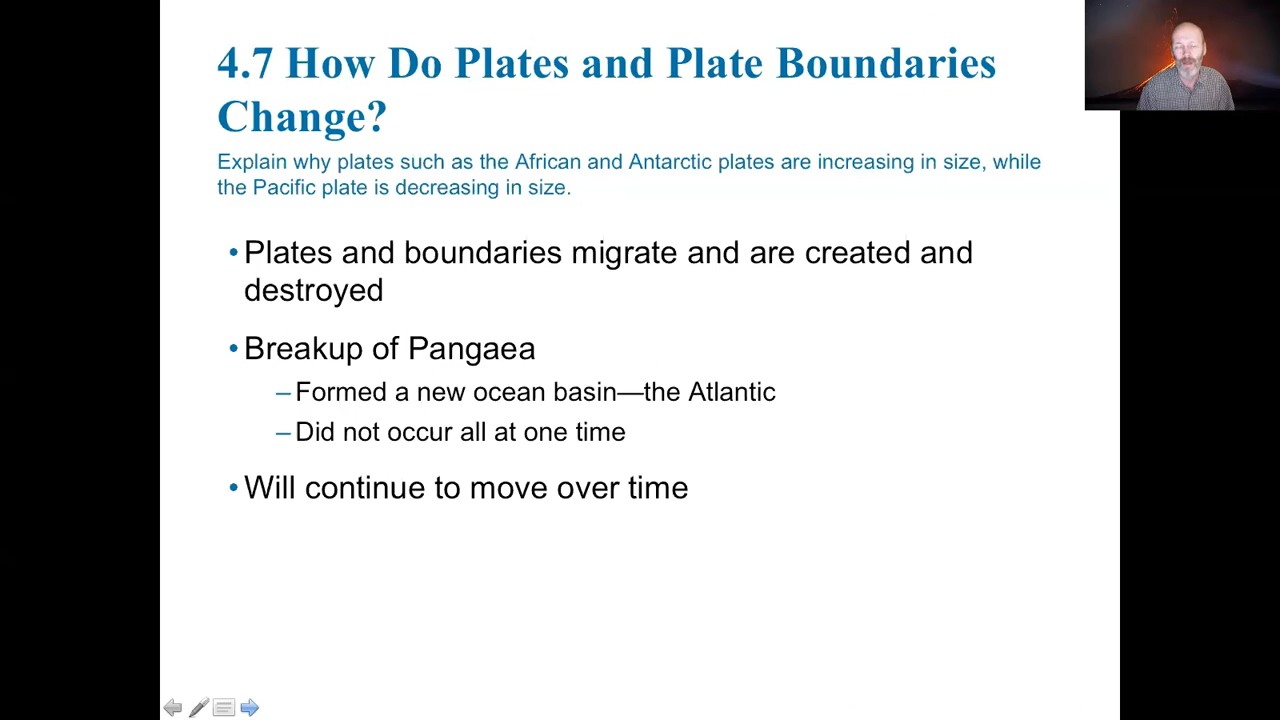 4.7 How Do Plates and Plate Boundaries
Change?
Explain why plates such as the African and Antarctic plates are increasing in size, while
the Pacific plate is decreasing in size.
•Plates and boundaries migrate and are created and
destroyed
•Breakup of Pangaea
–Formed a new ocean basin—the Atlantic
–Did not occur all at one time
•Will continue to move over time